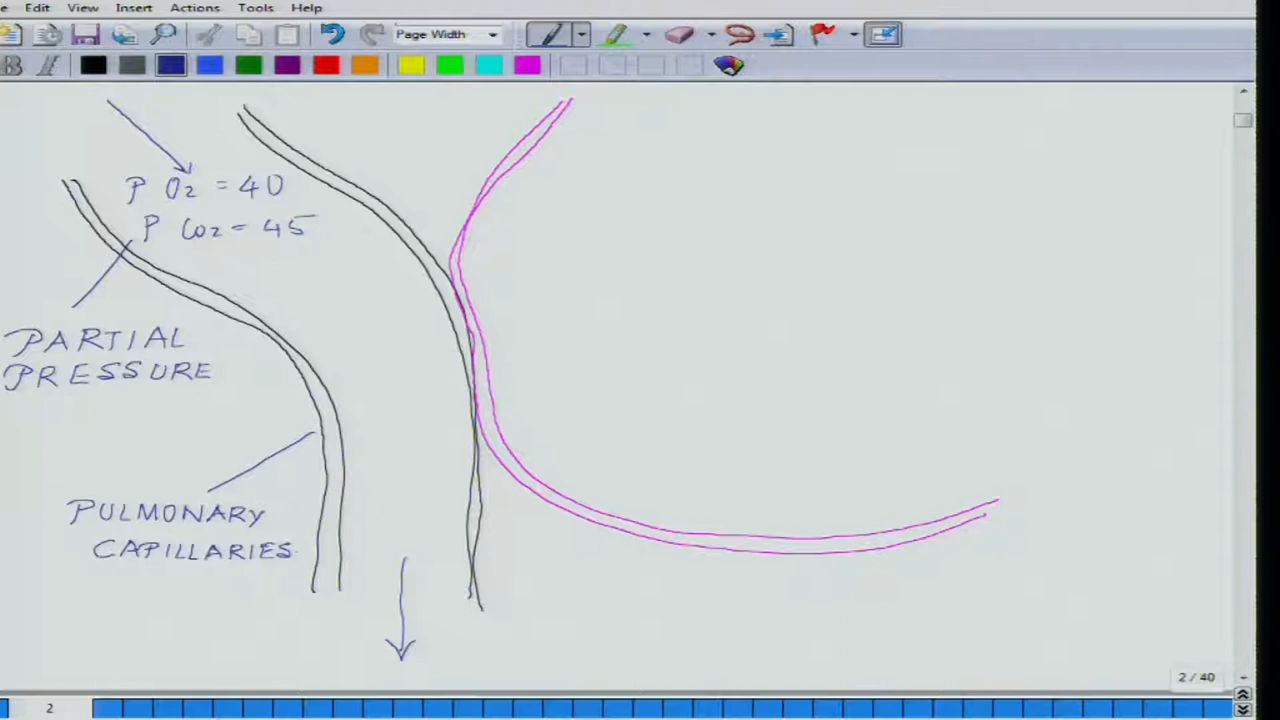 Edit View Insert Actions Tools Help
Page Width
P O2 = 40
P CO2 = 45
PARTIAL
PRESSURE
PULMONARY
CAPILLARIES
2 / 40
2